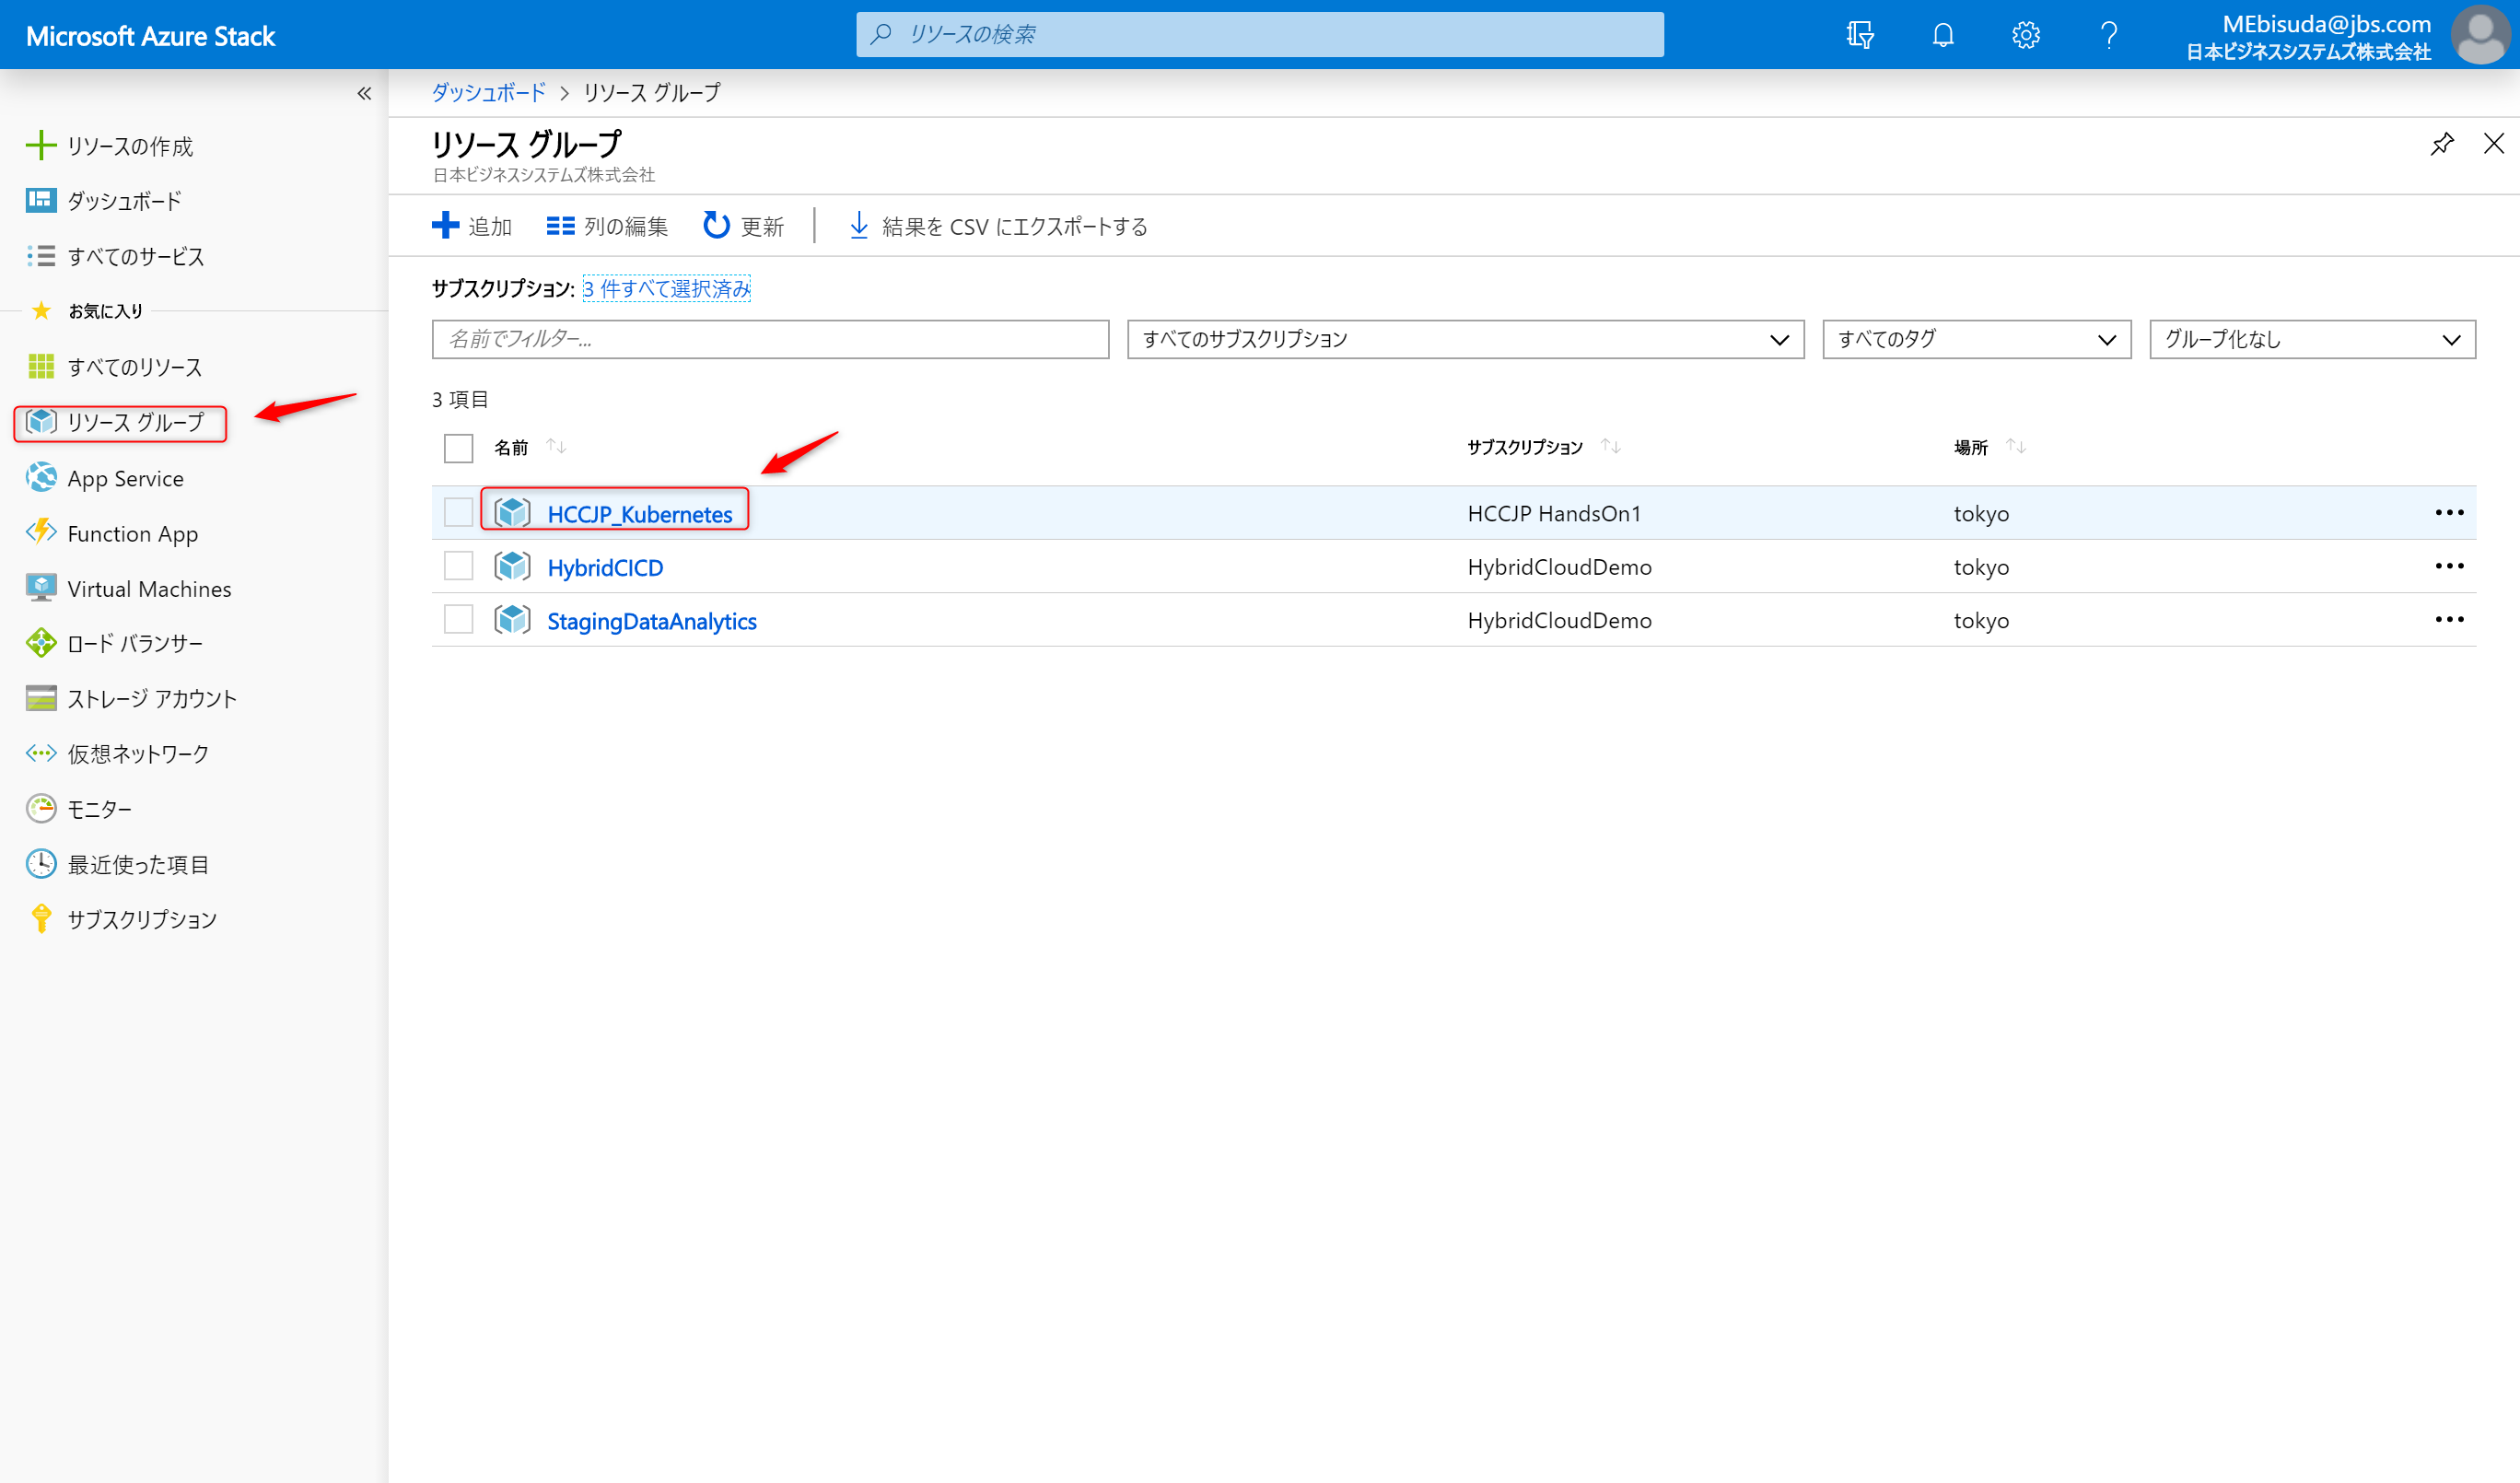 Microsoft Azure Stack
リソースの検索
MEbisuda@jbs.com
日本ビジネスシステムズ株式会社
ダッシュボード > リソース グループ
リソースの作成
ダッシュボード
すべてのサービス
お気に入り
すべてのリソース
リソース グループ
App Service
Function App
Virtual Machines
ロード バランサー
ストレージ アカウント
仮想ネットワーク
モニター
最近使った項目
サブスクリプション
リソース グループ
日本ビジネスシステムズ株式会社
追加 列の編集 更新 結果を CSV にエクスポートする
サブスクリプション: 3 件すべて選択済み
名前でフィルター... すべてのサブスクリプション すべてのタグ グループ化なし
3 項目
名前 サブスクリプション 場所
HCCJP_Kubernetes HCCJP HandsOn1 tokyo
HybridCICD HybridCloudDemo tokyo
StagingDataAnalytics HybridCloudDemo tokyo